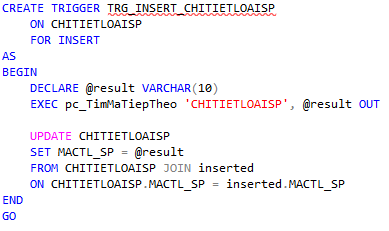 CREATE TRIGGER TRG_INSERT_CHITIETLOAISP
ON CHITIETLOAISP
FOR INSERT
AS
BEGIN
DECLARE @result VARCHAR(10)
EXEC pc_TimMaTiepTheo 'CHITIETLOAISP', @result OUT
UPDATE CHITIETLOAISP
SET MACTL_SP = @result
FROM CHITIETLOAISP JOIN inserted
ON CHITIETLOAISP.MACTL_SP = inserted.MACTL_SP
END
GO